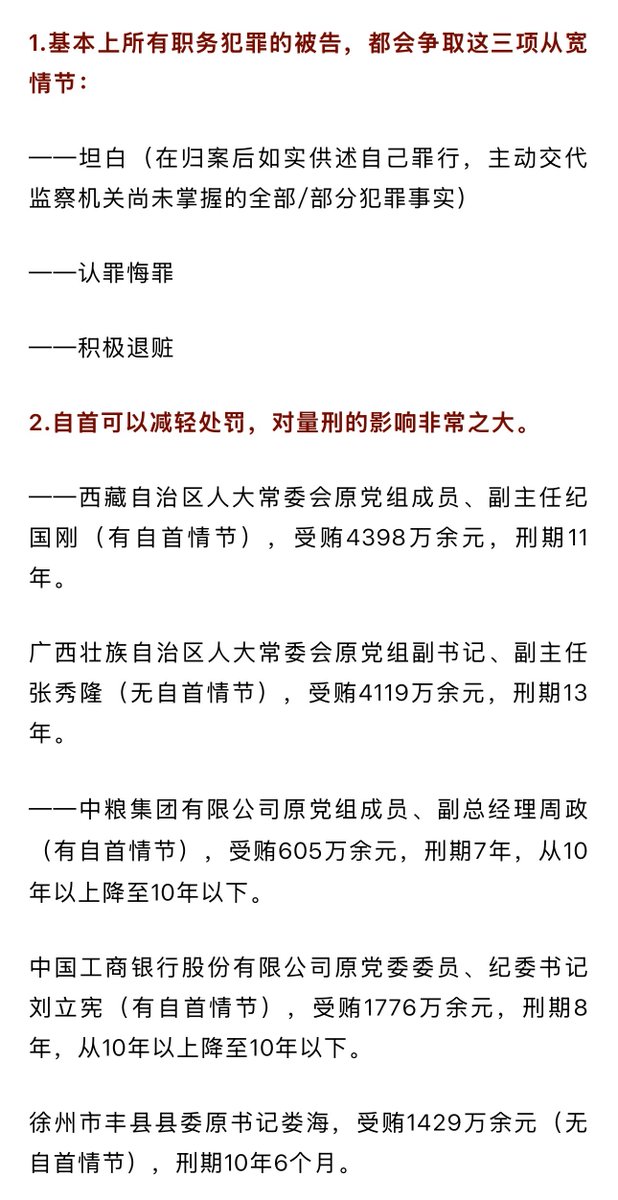 1.基本上所有职务犯罪的被告，都会争取这三项从宽
情节：
——坦白（在归案后如实供述自己罪行，主动交代
监察机关尚未掌握的全部/部分犯罪事实）
——认罪悔罪
——积极退赃
2.自首可以减轻处罚，对量刑的影响非常之大。
——西藏自治区人大常委会原党组成员、副主任纪
国刚（有自首情节），受贿4398万余元，刑期11
年。
广西壮族自治区人大常委会原党组副书记、副主任
张秀隆（无自首情节），受贿4119万余元，刑期13
年。
——中粮集团有限公司原党组成员、副总经理周政
（有自首情节），受贿605万余元，刑期7年，从10
年以上降至10年以下。
中国工商银行股份有限公司原党委委员、纪委书记
刘立宪（有自首情节），受贿1776万余元，刑期8
年，从10年以上降至10年以下。
徐州市丰县县委原书记娄海，受贿1429万余元（无
自首情节），刑期10年6个月。